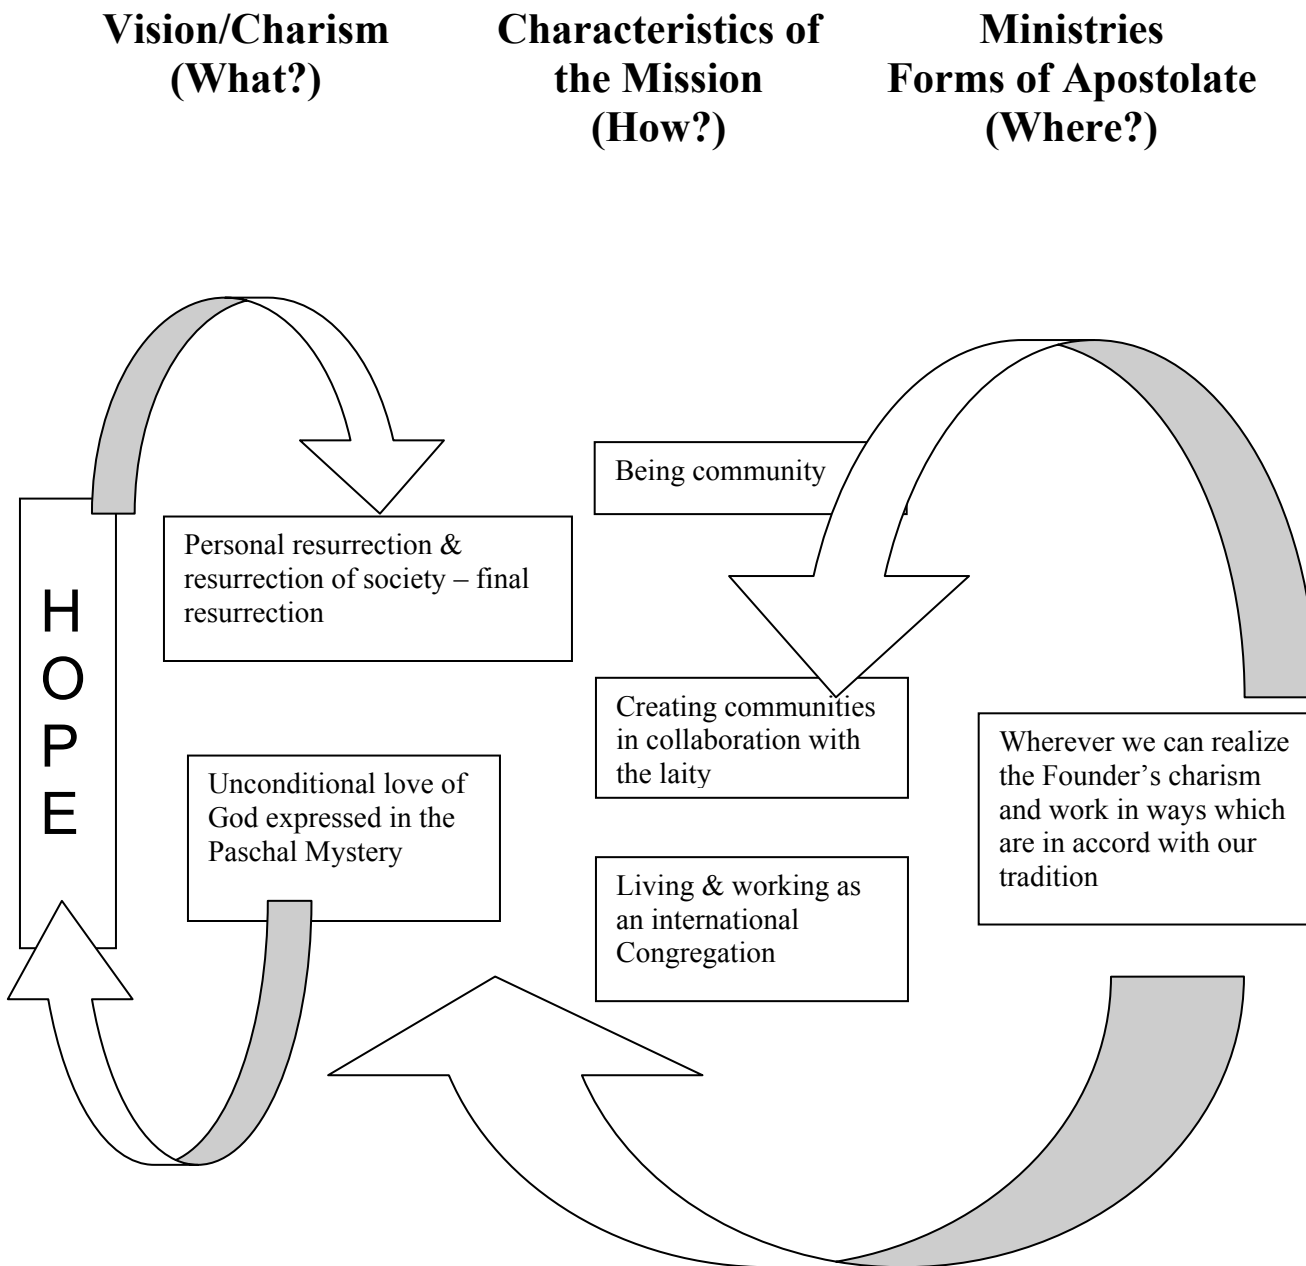 Vision/Charism
(What?)
Characteristics of
the Mission
(How?)
Ministries
Forms of Apostolate
(Where?)
H
O
P
E
Personal resurrection &
resurrection of society – final
resurrection
Unconditional love of
God expressed in the
Paschal Mystery
Being community
Creating communities
in collaboration with
the laity
Living & working as
an international
Congregation
Wherever we can realize
the Founder’s charism
and work in ways which
are in accord with our
tradition